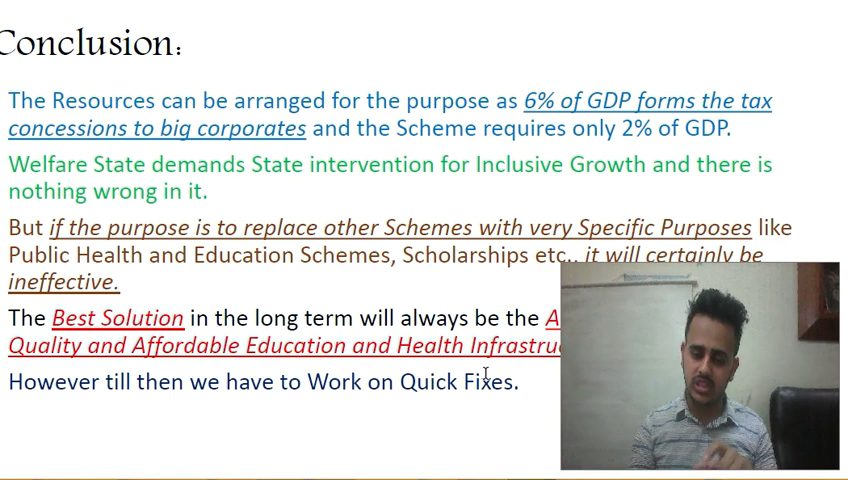 Conclusion:
The Resources can be arranged for the purpose as 6% of GDP forms the tax
concessions to big corporates and the Scheme requires only 2% of GDP.
Welfare State demands State intervention for Inclusive Growth and there is
nothing wrong in it.
But if the purpose is to replace other Schemes with very Specific Purposes like
Public Health and Education Schemes, Scholarships etc., it will certainly be
ineffective.
The Best Solution in the long term will always be the
Quality and Affordable Education and Health
However till then we have to Work on Quick Fixes.